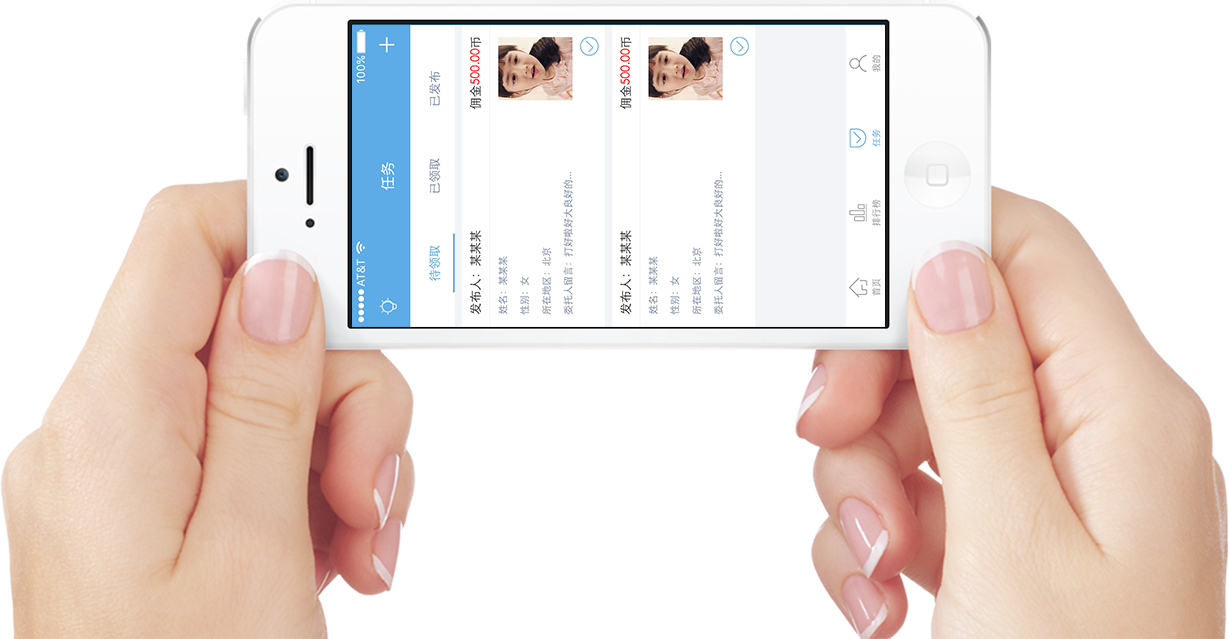 AT&T 100%
任务
待领取 已领取 已发布
发布人：某某某 佣金500.00币
姓名：某某某
性别：女
所在地区：北京
委托人留言：打好啦好大良好的...
发布人：某某某 佣金500.00币
姓名：某某某
性别：女
所在地区：北京
委托人留言：打好啦好大良好的...
首页 排行榜 任务 我的